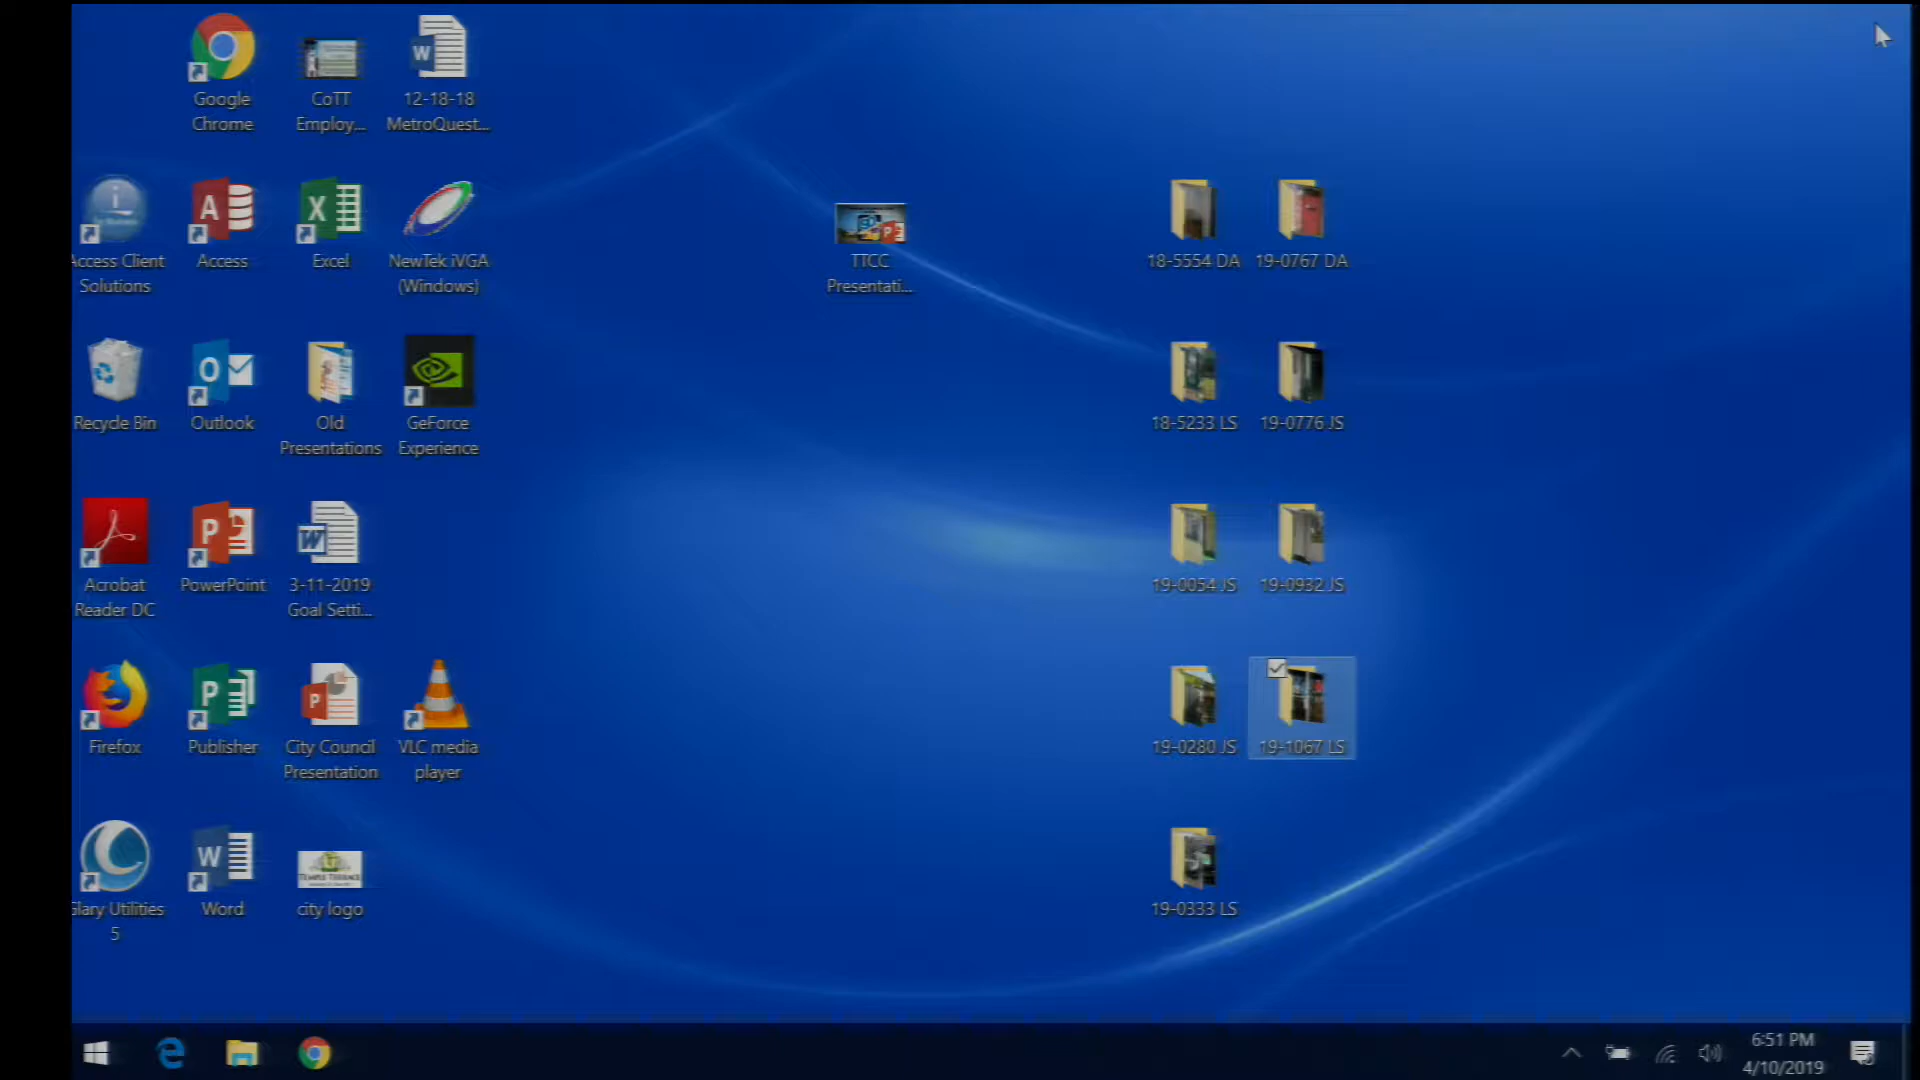 Google
Chrome
CoTT
Employ...
12-18-18
MetroQuest...
Access Client
Solutions
Access
Excel
NewTek iVGA
(Windows)
TTCC
Presentati...
18-5554 DA
19-0767 DA
Recycle Bin
Outlook
Old
Presentations
GeForce
Experience
18-5233 LS
19-0776 JS
Acrobat
Reader DC
PowerPoint
3-11-2019
Goal Setti...
19-0054 JS
19-0932 JS
Firefox
Publisher
City Council
Presentation
VLC media
player
19-0280 JS
19-1067 LS
Glary Utilities
5
Word
TEMPLE TERRACE
city logo
19-0333 LS
6:51 PM
4/10/2019